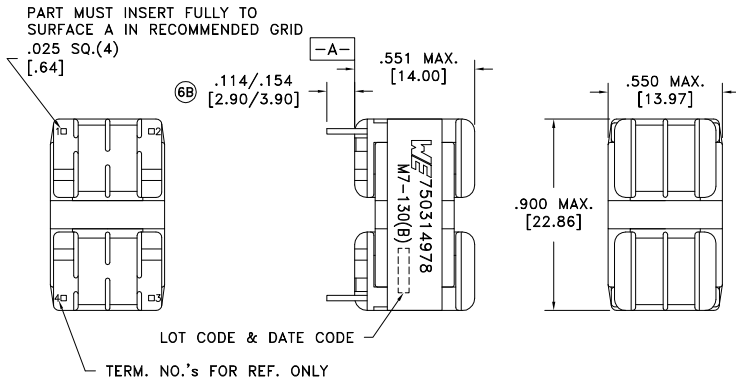 PART MUST INSERT FULLY TO
SURFACE A IN RECOMMENDED GRID
.025 SQ.(4)
[.64]
-A-
.551 MAX.
[14.00]
6B
.114/.154
[2.90/3.90]
.550 MAX.
[13.97]
1
2
WE750314978
M7-130(B)
.900 MAX.
[22.86]
4
3
LOT CODE & DATE CODE
TERM. NO.'s FOR REF. ONLY